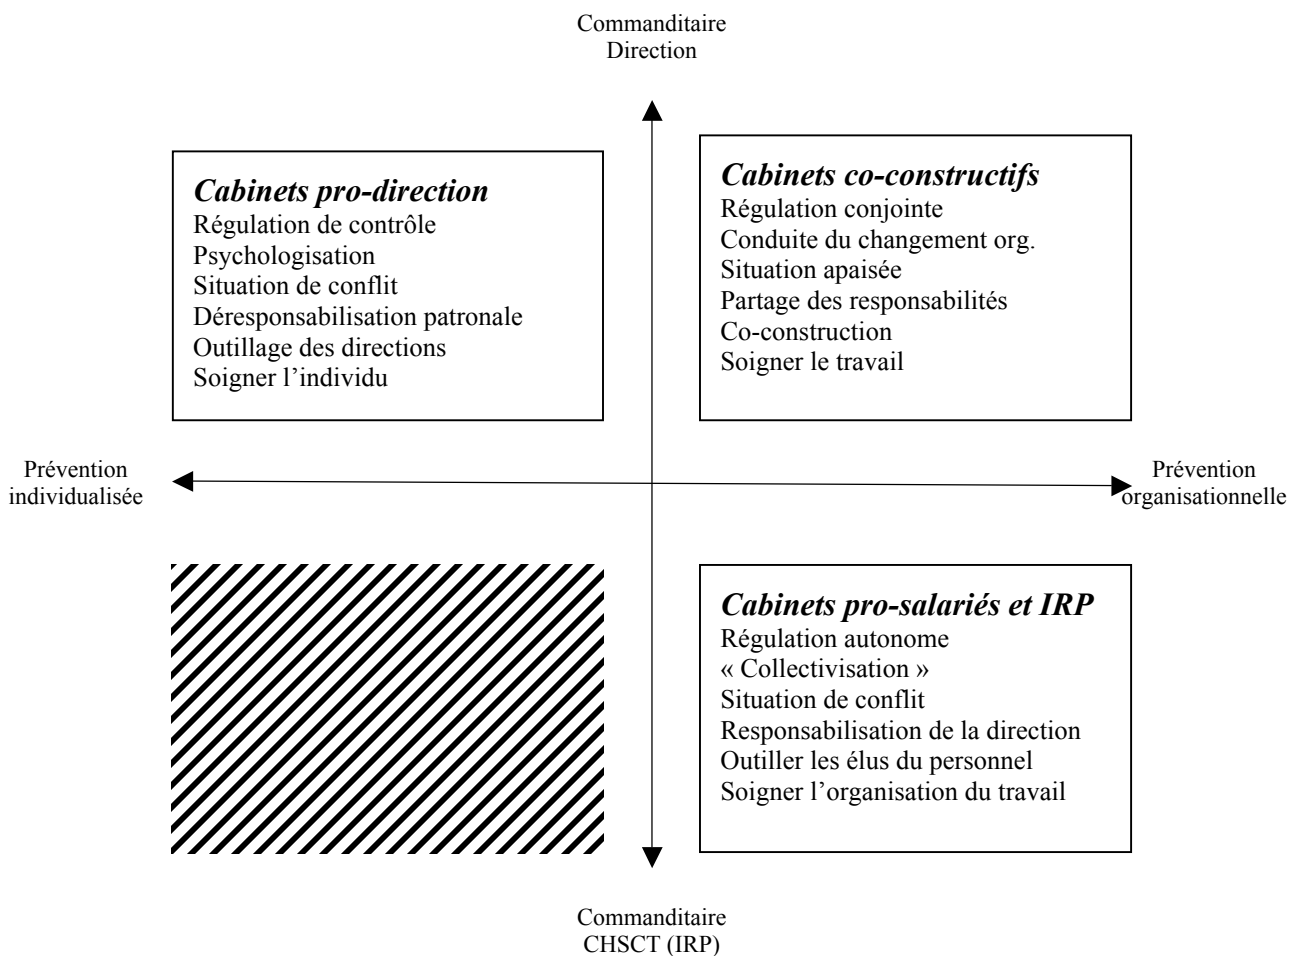 Commanditaire
Direction
Cabinets pro-direction
Régulation de contrôle
Psychologisation
Situation de conflit
Déresponsabilisation patronale
Outillage des directions
Soigner l’individu
Cabinets co-constructifs
Régulation conjointe
Conduite du changement org.
Situation apaisée
Partage des responsabilités
Co-construction
Soigner le travail
Prévention
individualisée
Prévention
organisationnelle
Cabinets pro-salariés et IRP
Régulation autonome
« Collectivisation »
Situation de conflit
Responsabilisation de la direction
Outiller les élus du personnel
Soigner l’organisation du travail
Commanditaire
CHSCT (IRP)